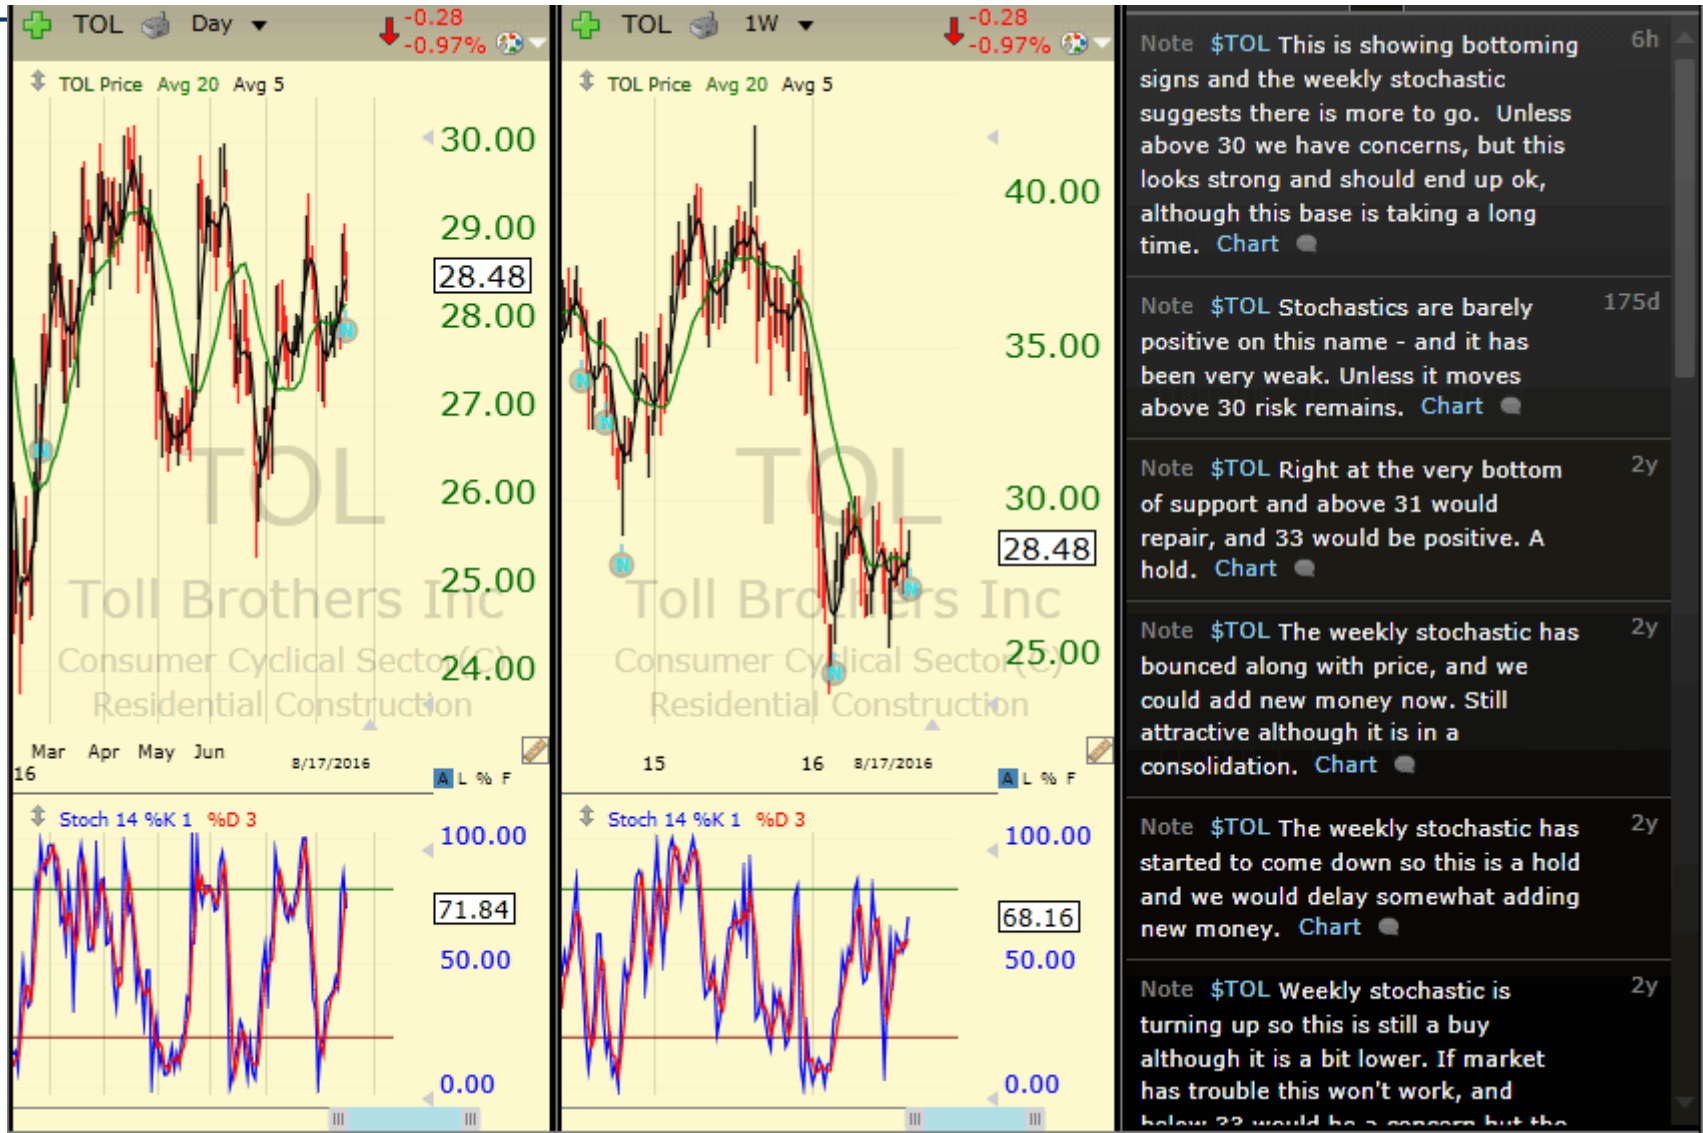 TOL Day -0.28
-0.97%
TOL Price Avg 20 Avg 5
30.00
29.00
28.48
28.00
27.00
26.00
25.00
24.00
N
N
TOL
Toll Brothers Inc
Consumer Cyclical Sector(C)
Residential Construction
Mar Apr May Jun
16 8/17/2016
A L % F
Stoch 14 %K 1 %D 3
100.00
71.84
50.00
0.00
TOL 1W -0.28
-0.97%
TOL Price Avg 20 Avg 5
40.00
35.00
30.00
28.48
25.00
N
N
N
N
N
TOL
Toll Brothers Inc
Consumer Cyclical Sector(C)
Residential Construction
15 16 8/17/2016
A L % F
Stoch 14 %K 1 %D 3
100.00
68.16
50.00
0.00
Note $TOL This is showing bottoming 6h
signs and the weekly stochastic
suggests there is more to go. Unless
above 30 we have concerns, but this
looks strong and should end up ok,
although this base is taking a long
time. Chart
Note $TOL Stochastics are barely 175d
positive on this name - and it has
been very weak. Unless it moves
above 30 risk remains. Chart
Note $TOL Right at the very bottom 2y
of support and above 31 would
repair, and 33 would be positive. A
hold. Chart
Note $TOL The weekly stochastic has 2y
bounced along with price, and we
could add new money now. Still
attractive although it is in a
consolidation. Chart
Note $TOL The weekly stochastic has 2y
started to come down so this is a hold
and we would delay somewhat adding
new money. Chart
Note $TOL Weekly stochastic is 2y
turning up so this is still a buy
although it is a bit lower. If market
has trouble this won't work, and
below 33 would be a concern but the